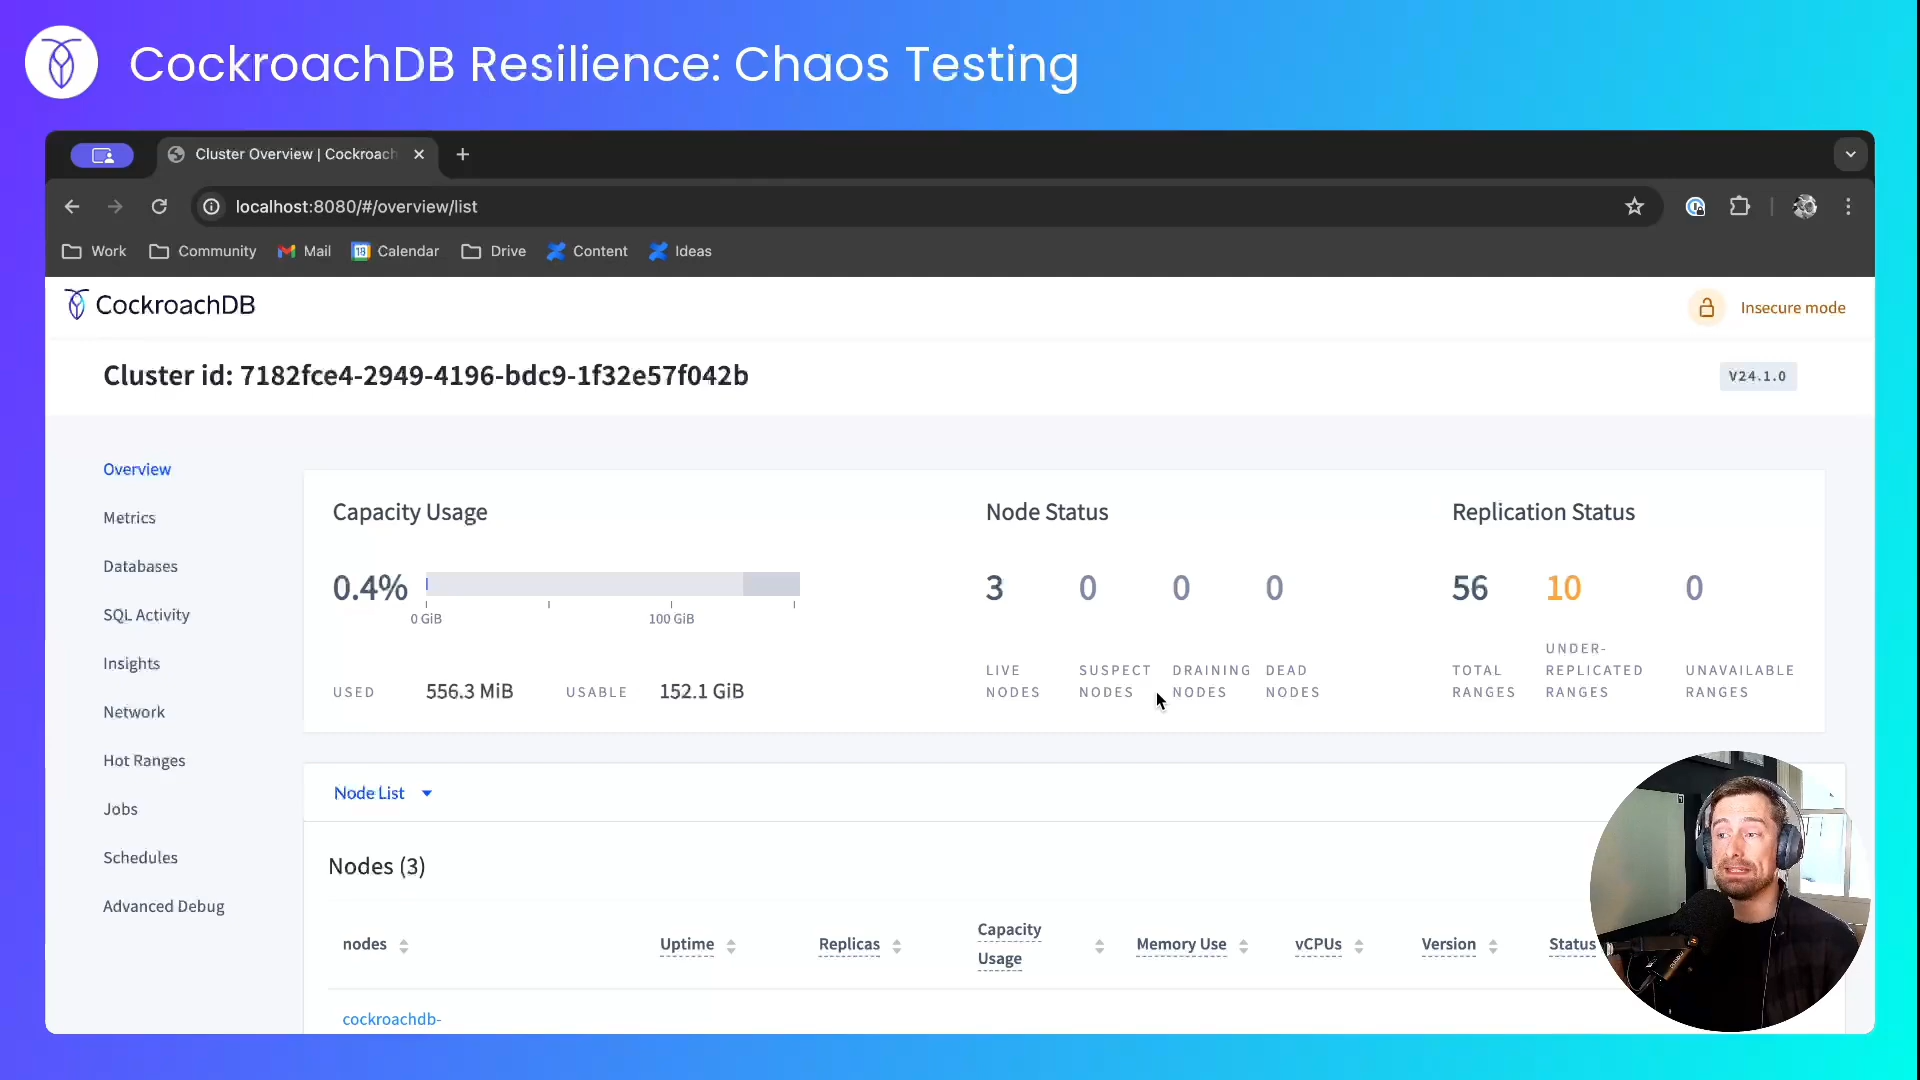 CockroachDB Resilience: Chaos Testing
Cluster Overview | Cockroach
localhost:8080/#/overview/list
Work
Community
Mail
18
Calendar
Drive
Content
Ideas
CockroachDB
Insecure mode
Cluster id: 7182fce4-2949-4196-bdc9-1f32e57f042b
V24.1.0
Overview
Metrics
Databases
SQL Activity
Insights
Network
Hot Ranges
Jobs
Schedules
Advanced Debug
Capacity Usage
0.4%
0 GiB
100 GiB
USED
556.3 MiB
USABLE
152.1 GiB
Node Status
3
0
0
0
LIVE
NODES
SUSPECT
NODES
DRAINING
NODES
DEAD
NODES
Replication Status
56
10
0
TOTAL
RANGES
UNDER-
REPLICATED
RANGES
UNAVAILABLE
RANGES
Node List
Nodes (3)
nodes
Uptime
Replicas
Capacity
Usage
Memory Use
vCPUs
Version
Status
cockroachdb-